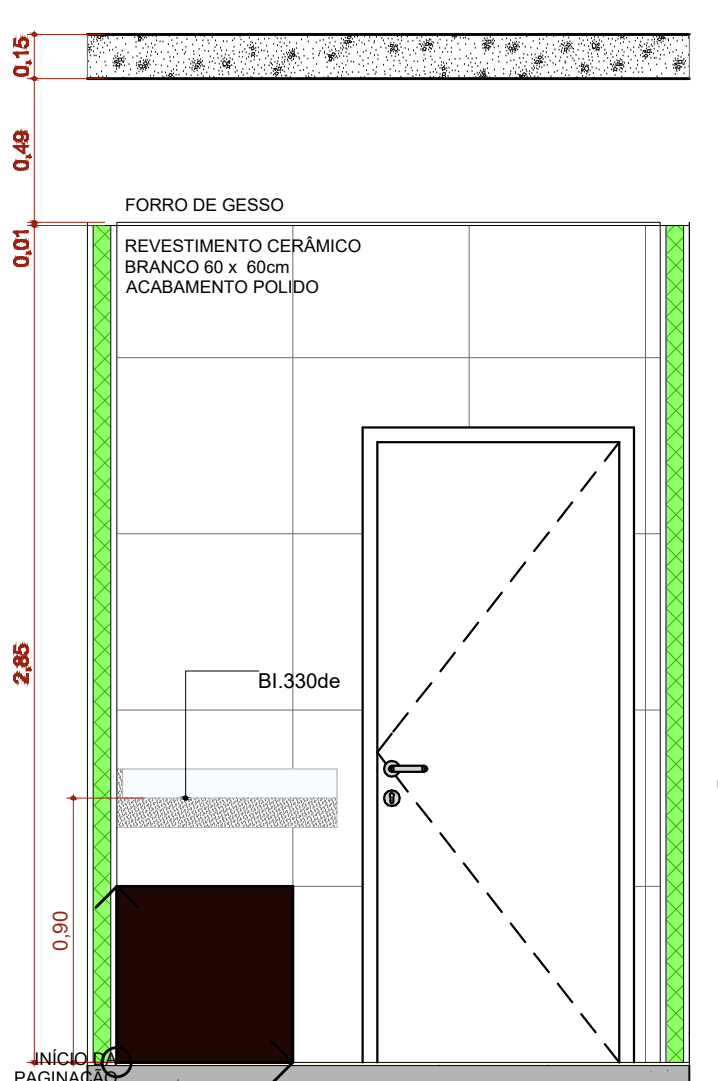 0,15
0,49
FORRO DE GESSO
0,01
REVESTIMENTO CERÂMICO
BRANCO 60 x 60cm
ACABAMENTO POLIDO
2,85
BI.330de
0,90
INÍCIO DA
PAGINAÇÃO